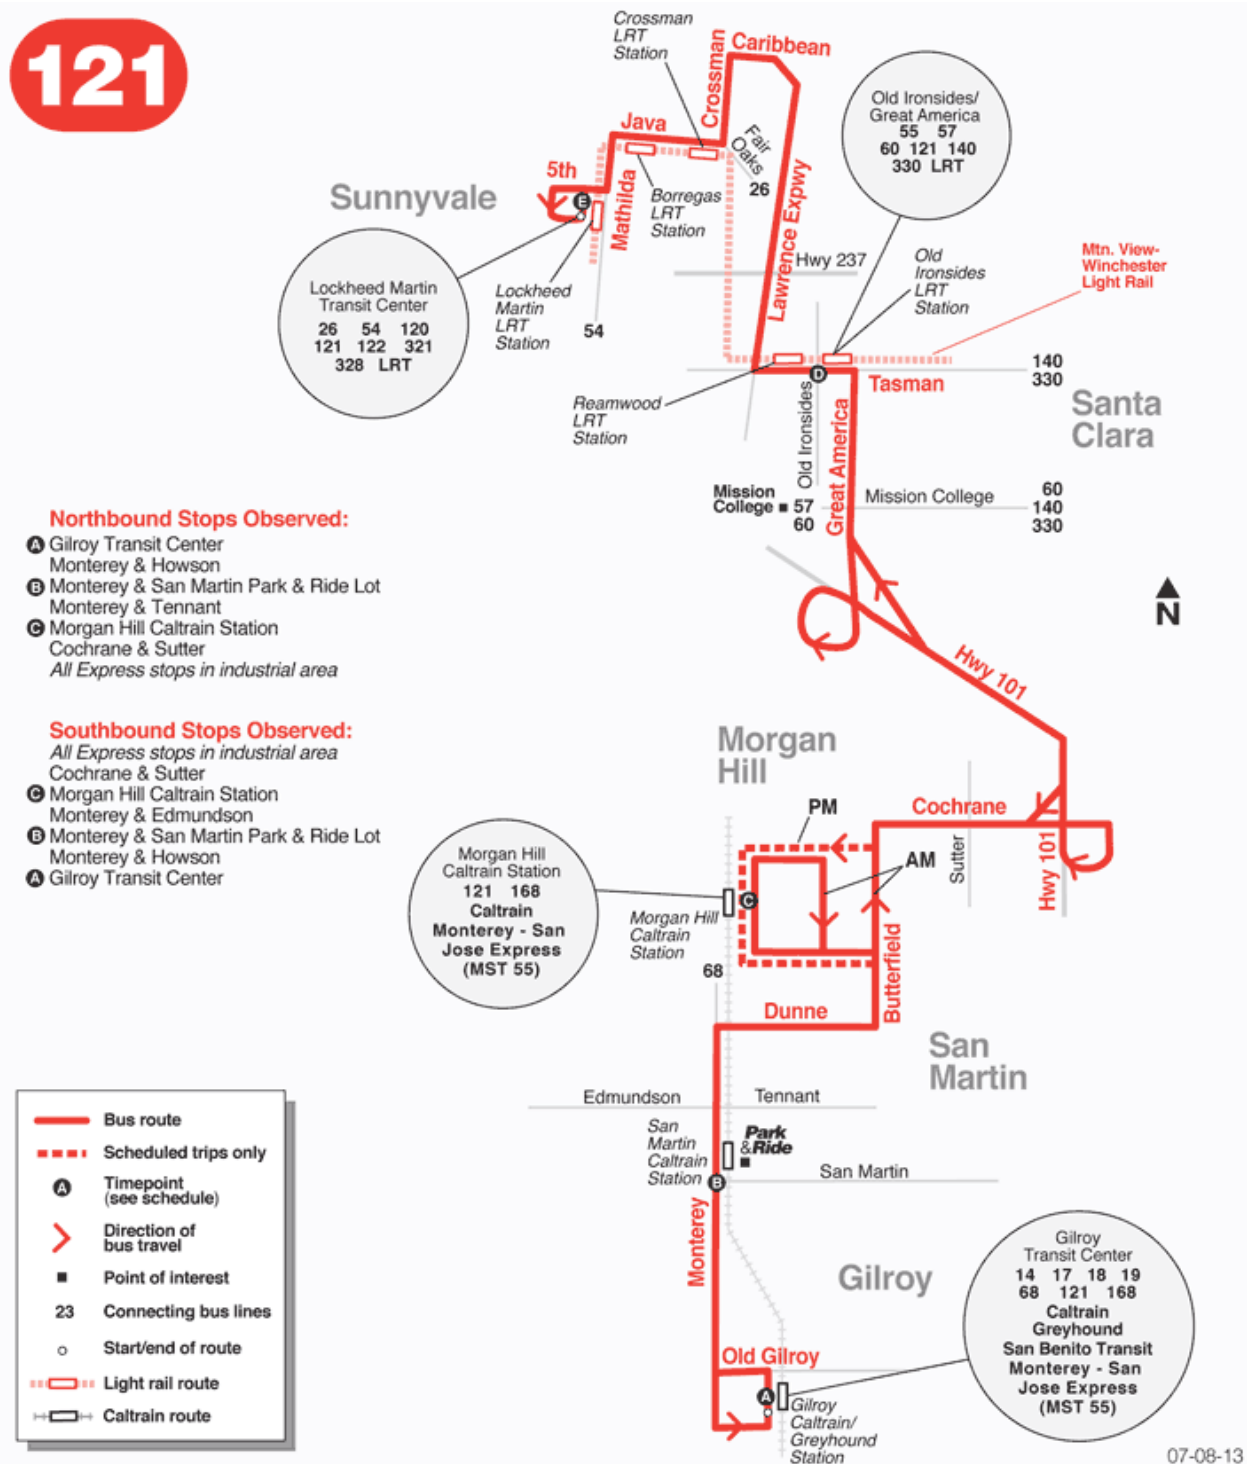 121
Crossman
LRT
Station
Crossman
Caribbean
Java
Fair
Oaks
26
Old Ironsides/
Great America
55 57
60 121 140
330 LRT
5th
Sunnyvale
E
Mathilda
Borregas
LRT
Station
Lawrence Expwy
Hwy 237
Old
Ironsides
LRT
Station
Mtn. View-
Winchester
Light Rail
Lockheed Martin
Transit Center
26 54 120
121 122 321
328 LRT
Lockheed
Martin
LRT
Station
54
D
Tasman
140
330
Santa
Clara
Reamwood
LRT
Station
Old Ironsides
Great America
Mission
College 57
60
Mission College
60
140
330
Northbound Stops Observed:
A Gilroy Transit Center
Monterey & Howson
B Monterey & San Martin Park & Ride Lot
Monterey & Tennant
C Morgan Hill Caltrain Station
Cochrane & Sutter
All Express stops in industrial area
N
Hwy 101
Southbound Stops Observed:
All Express stops in industrial area
Cochrane & Sutter
C Morgan Hill Caltrain Station
Monterey & Edmundson
B Monterey & San Martin Park & Ride Lot
Monterey & Howson
A Gilroy Transit Center
Morgan
Hill
PM
Cochrane
AM
Sutter
Hwy 101
Morgan Hill
Caltrain Station
121 168
Caltrain
Monterey - San
Jose Express
(MST 55)
C
Morgan Hill
Caltrain
Station
68
Butterfield
Dunne
San
Martin
Edmundson
Tennant
San
Martin
Caltrain
Station
Park
&Ride
B
San Martin
Monterey
Gilroy
Bus route
Scheduled trips only
A Timepoint
(see schedule)
Direction of
bus travel
Point of interest
23 Connecting bus lines
Start/end of route
Light rail route
Caltrain route
Gilroy
Transit Center
14 17 18 19
68 121 168
Caltrain
Greyhound
San Benito Transit
Monterey - San
Jose Express
(MST 55)
Old Gilroy
A
Gilroy
Caltrain/
Greyhound
Station
07-08-13